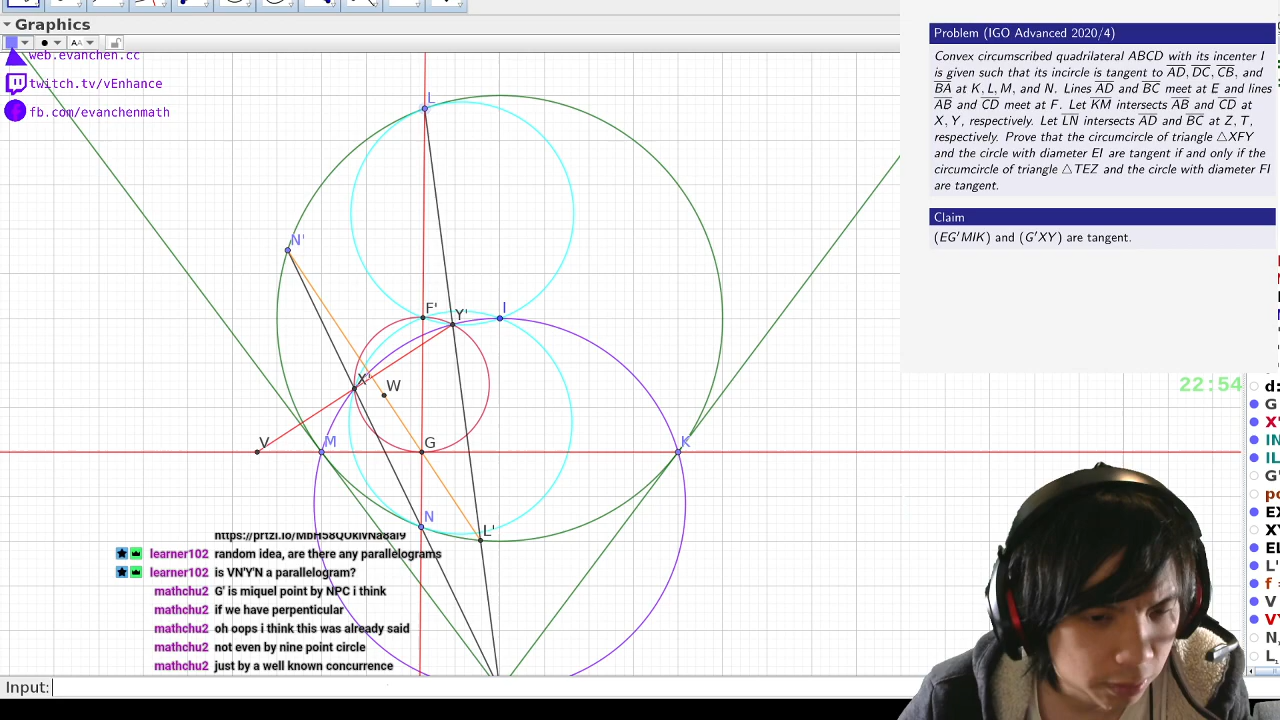 Graphics
web.evanchen.cc
twitch.tv/vEnhance
fb.com/evanchenmath
Problem (IGO Advanced 2020/4)
Convex circumscribed quadrilateral ABCD with its incenter I
is given such that its incircle is tangent to AD, DC, CB, and
BA at K, L, M, and N. Lines AD and BC meet at E and lines
AB and CD meet at F. Let KM intersects AB and CD at
X, Y, respectively. Let LN intersects AD and BC at Z, T,
respectively. Prove that the circumcircle of triangle △XFY
and the circle with diameter EI are tangent if and only if the
circumcircle of triangle △TEZ and the circle with diameter FI
are tangent.
Claim
(EG'MIK) and (G'XY) are tangent.
L
N'
F'
Y'
I
X'
W
V
M
G
K
N
L'
22:54
d:
G
X'
IN
IL
G'
po
EX
XY
EL
L'
f =
V
VY
N,
L,
learner102 random idea, are there any parallelograms
learner102 is VN'Y'N a parallelogram?
mathchu2 G' is miquel point by NPC i think
mathchu2 if we have perpenticular
mathchu2 oh oops i think this was already said
mathchu2 not even by nine point circle
mathchu2 just by a well known concurrence
Input: